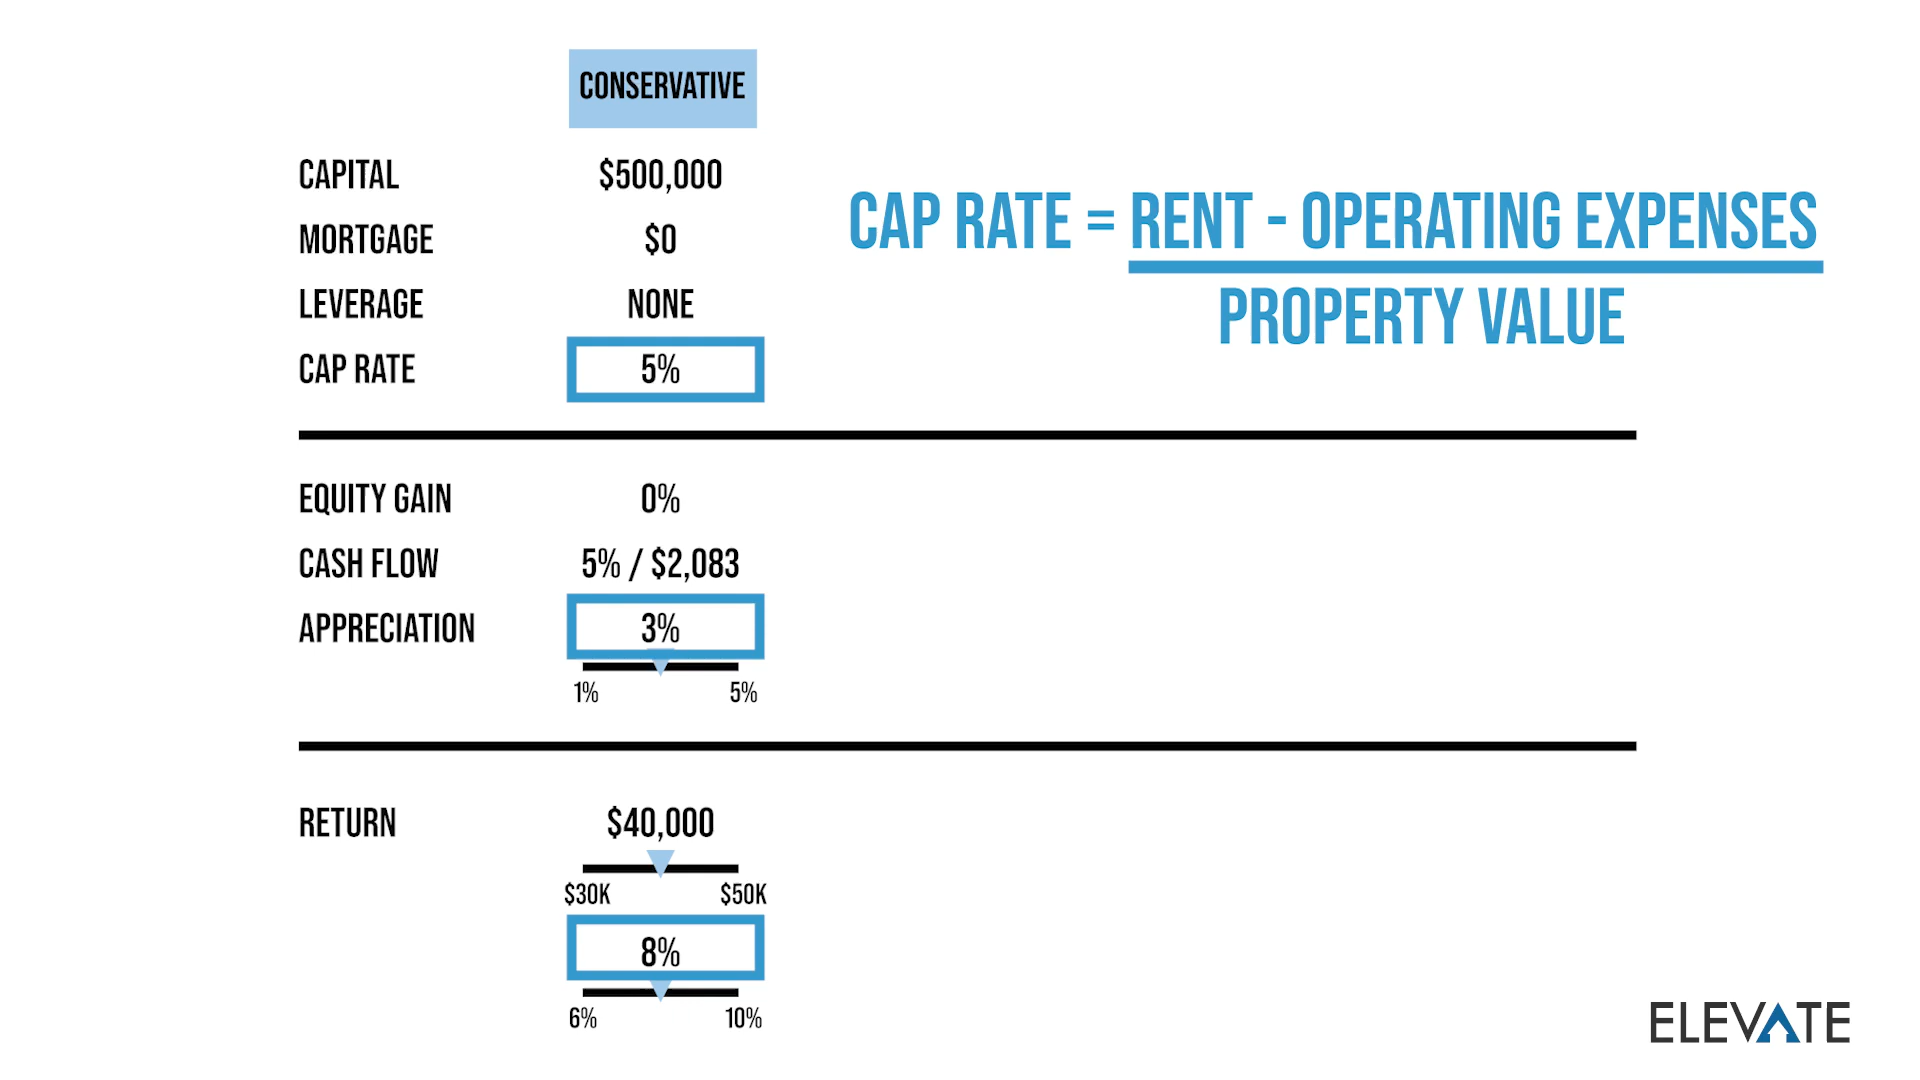 CONSERVATIVE
CAPITAL $500,000
MORTGAGE $0
LEVERAGE NONE
CAP RATE 5%
CAP RATE = RENT - OPERATING EXPENSES
PROPERTY VALUE
EQUITY GAIN 0%
CASH FLOW 5% / $2,083
APPRECIATION 3%
1% 5%
RETURN $40,000
$30K $50K
8%
6% 10%
ELEVATE